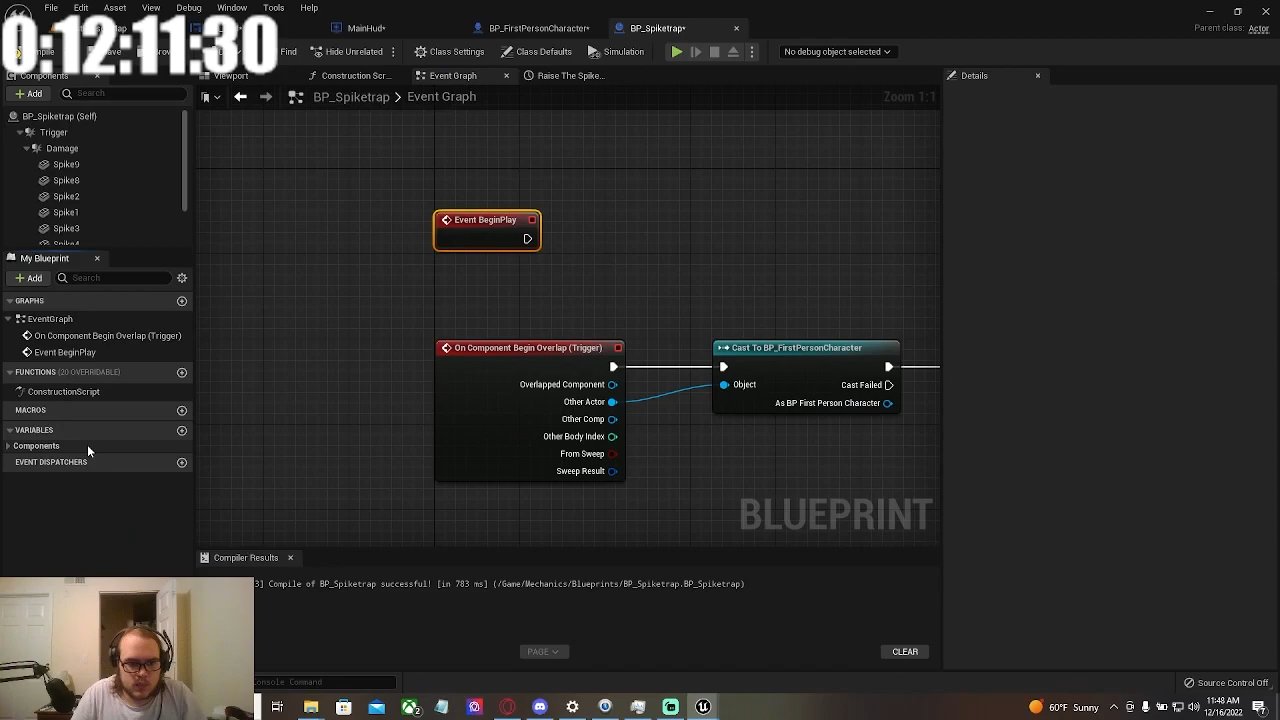 File Edit Asset View Debug Window Tools Help
Parent class: Actor
0:12:11:30
MainHud*
BP_FirstPersonCharacter*
BP_Spiketrap*
Find
Hide Unrelated
Class Settings
Class Defaults
Simulation
No debug object selected
Components
Viewport
Construction Scr...
Event Graph
Raise The Spike...
Details
Add
Search
BP_Spiketrap > Event Graph
Zoom 1:1
BP_Spiketrap (Self)
Trigger
Damage
Spike9
Spike8
Spike2
Spike1
Spike3
Spike4
Event BeginPlay
My Blueprint
Add
Search
GRAPHS
EventGraph
On Component Begin Overlap (Trigger)
Event BeginPlay
FUNCTIONS (20 OVERRIDABLE)
ConstructionScript
MACROS
VARIABLES
Components
EVENT DISPATCHERS
On Component Begin Overlap (Trigger)
Overlapped Component
Other Actor
Other Comp
Other Body Index
From Sweep
Sweep Result
Cast To BP_FirstPersonCharacter
Object
Cast Failed
As BP First Person Character
BLUEPRINT
Compiler Results
3] Compile of BP_Spiketrap successful! [in 783 ms] (/Game/Mechanics/Blueprints/BP_Spiketrap.BP_Spiketrap)
PAGE
CLEAR
Console Command
Source Control Off
60°F Sunny
11:48 AM
12/16/2022